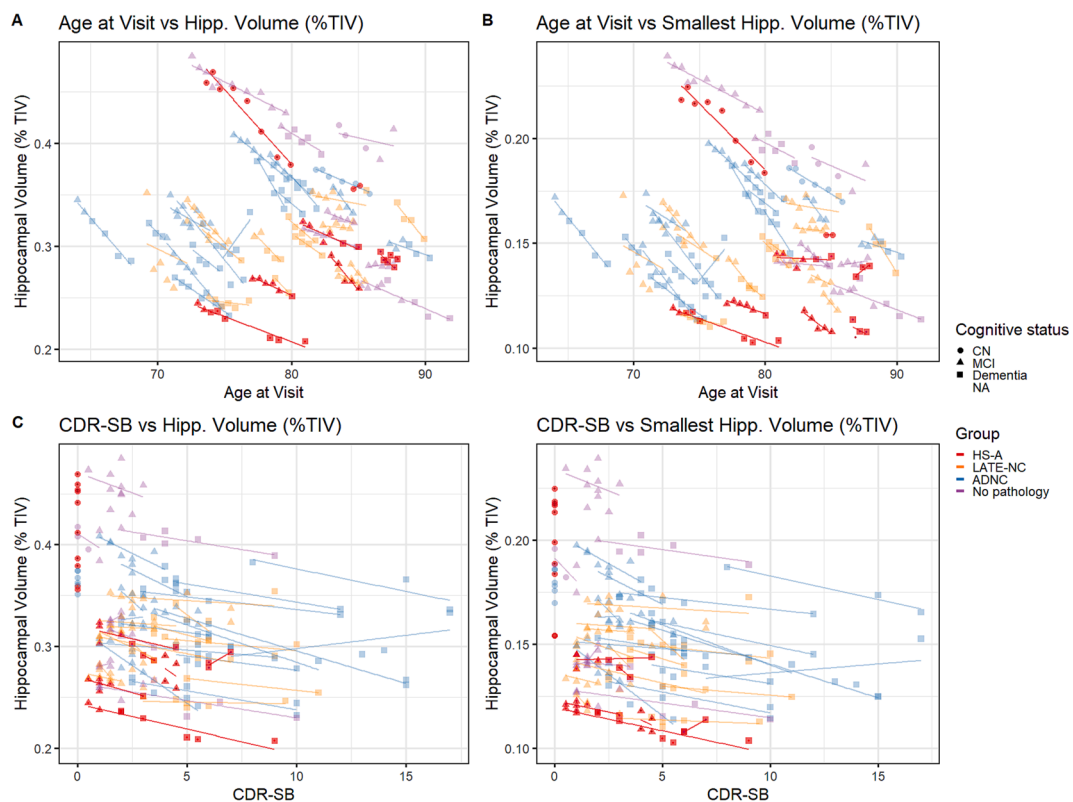 A
Age at Visit vs Hipp. Volume (%TIV)
Hippocampal Volume (% TIV)
0.4
0.3
0.2
70
80
90
Age at Visit
B
Age at Visit vs Smallest Hipp. Volume (%TIV)
Hippocampal Volume (% TIV)
0.20
0.15
0.10
70
80
90
Age at Visit
Cognitive status
CN
MCI
Dementia
NA
Group
HS-A
LATE-NC
ADNC
No pathology
C
CDR-SB vs Hipp. Volume (%TIV)
Hippocampal Volume (% TIV)
0.4
0.3
0.2
0
5
10
15
CDR-SB
CDR-SB vs Smallest Hipp. Volume (%TIV)
Hippocampal Volume (% TIV)
0.20
0.15
0.10
0
5
10
15
CDR-SB